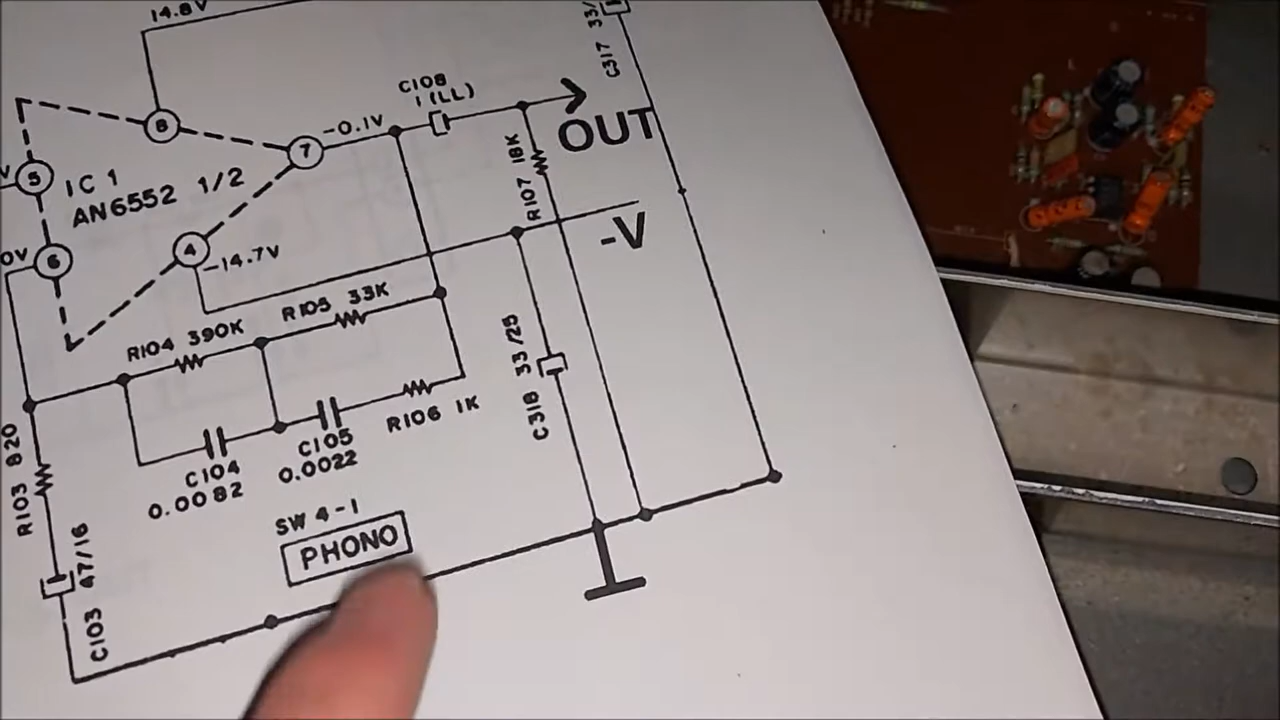 14.8V
C317 33/
C108
1 (LL)
8
7
-0.1V
OUT
5
IC 1
AN6552 1/2
R107 18K
6
0V
4
-14.7V
-V
R104 390K
R105 33K
C318 33/25
R106 1K
C104
0.0082
C105
0.0022
R103 820
SW 4-1
PHONO
C103 47/16